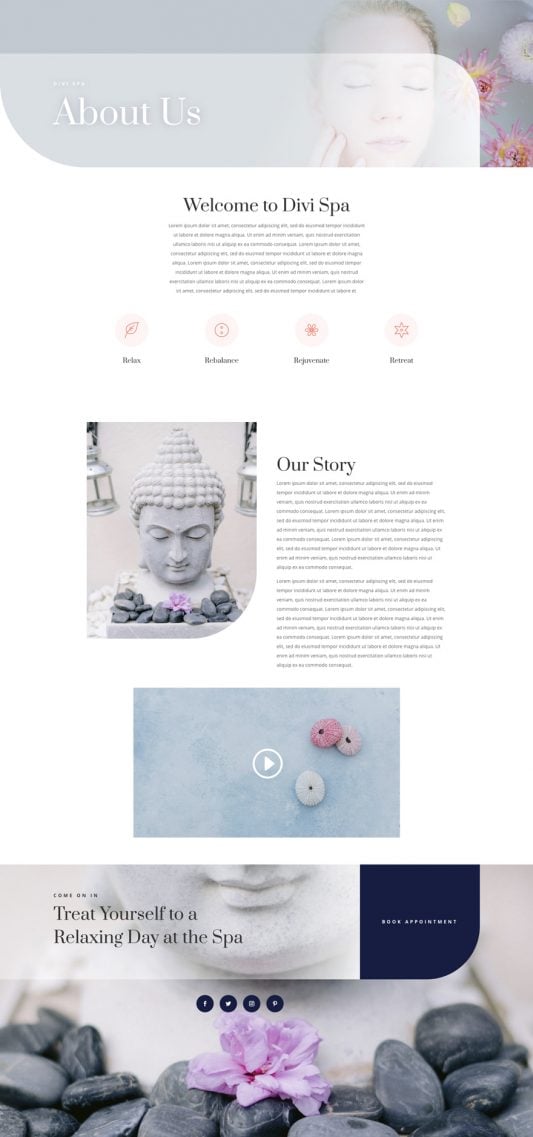 DIVI SPA
About Us
Welcome to Divi Spa
Lorem ipsum dolor sit amet, consectetur adipiscing elit, sed do eiusmod tempor incididunt
ut labore et dolore magna aliqua. Ut enim ad minim veniam, quis nostrud exercitation
ullamco laboris nisi ut aliquip ex ea commodo consequat. Lorem ipsum dolor sit amet,
consectetur adipiscing elit, sed do eiusmod tempor incididunt ut labore et dolore magna
aliqua. Lorem ipsum dolor sit amet, consectetur adipiscing elit, sed do eiusmod tempor
incididunt ut labore et dolore magna aliqua. Ut enim ad minim veniam, quis nostrud
exercitation ullamco laboris nisi ut aliquip ex ea commodo consequat. Lorem ipsum dolor
sit amet, consectetur adipiscing elit, sed do eiusmod tempor incididunt ut labore et
Relax
Rebalance
Rejuvenate
Retreat
Our Story
Lorem ipsum dolor sit amet, consectetur adipiscing elit, sed do eiusmod
tempor incididunt ut labore et dolore magna aliqua. Ut enim ad minim
veniam, quis nostrud exercitation ullamco laboris nisi ut aliquip ex ea
commodo consequat. Lorem ipsum dolor sit amet, consectetur adipiscing elit,
sed do eiusmod tempor incididunt ut labore et dolore magna aliqua. Ut enim
ad minim veniam, quis nostrud exercitation ullamco laboris nisi ut aliquip ex
ea commodo consequat. Lorem ipsum dolor sit amet, consectetur adipiscing
elit, sed do eiusmod tempor incididunt ut labore et dolore magna aliqua. Ut
enim ad minim veniam, quis nostrud exercitation ullamco laboris nisi ut
aliquip ex ea commodo consequat.
Lorem ipsum dolor sit amet, consectetur adipiscing elit, sed do eiusmod
tempor incididunt ut labore et dolore magna aliqua. Ut enim ad minim
veniam, quis nostrud exercitation ullamco laboris nisi ut aliquip ex ea
commodo consequat. Lorem ipsum dolor sit amet, consectetur adipiscing elit,
sed do eiusmod tempor incididunt ut labore et dolore magna aliqua. Ut enim
ad minim veniam, quis nostrud exercitation ullamco laboris nisi ut aliquip ex
ea commodo consequat. Lorem ipsum dolor sit amet, consectetur adipiscing
elit, sed do eiusmod tempor incididunt ut labore et dolore magna aliqua. Ut
enim ad minim veniam, quis nostrud exercitation ullamco laboris nisi ut
aliquip ex ea commodo consequat.
COME ON IN
Treat Yourself to a
Relaxing Day at the Spa
BOOK APPOINTMENT